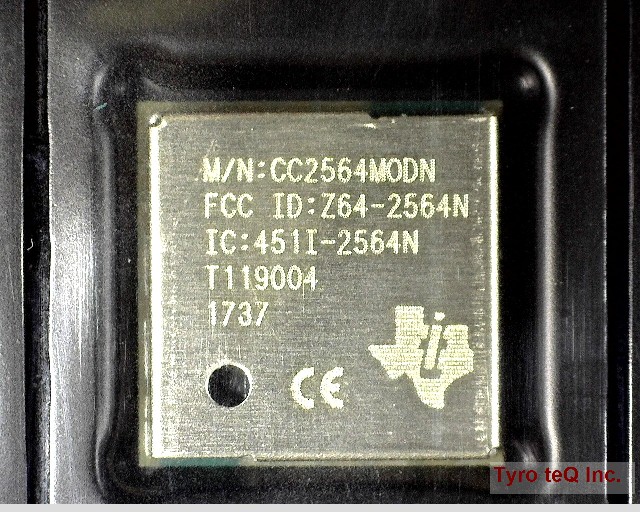 M/N:CC2564MODN
FCC ID:Z64-2564N
IC:451I-2564N
T119004
1737
CE
Tyro teQ Inc.